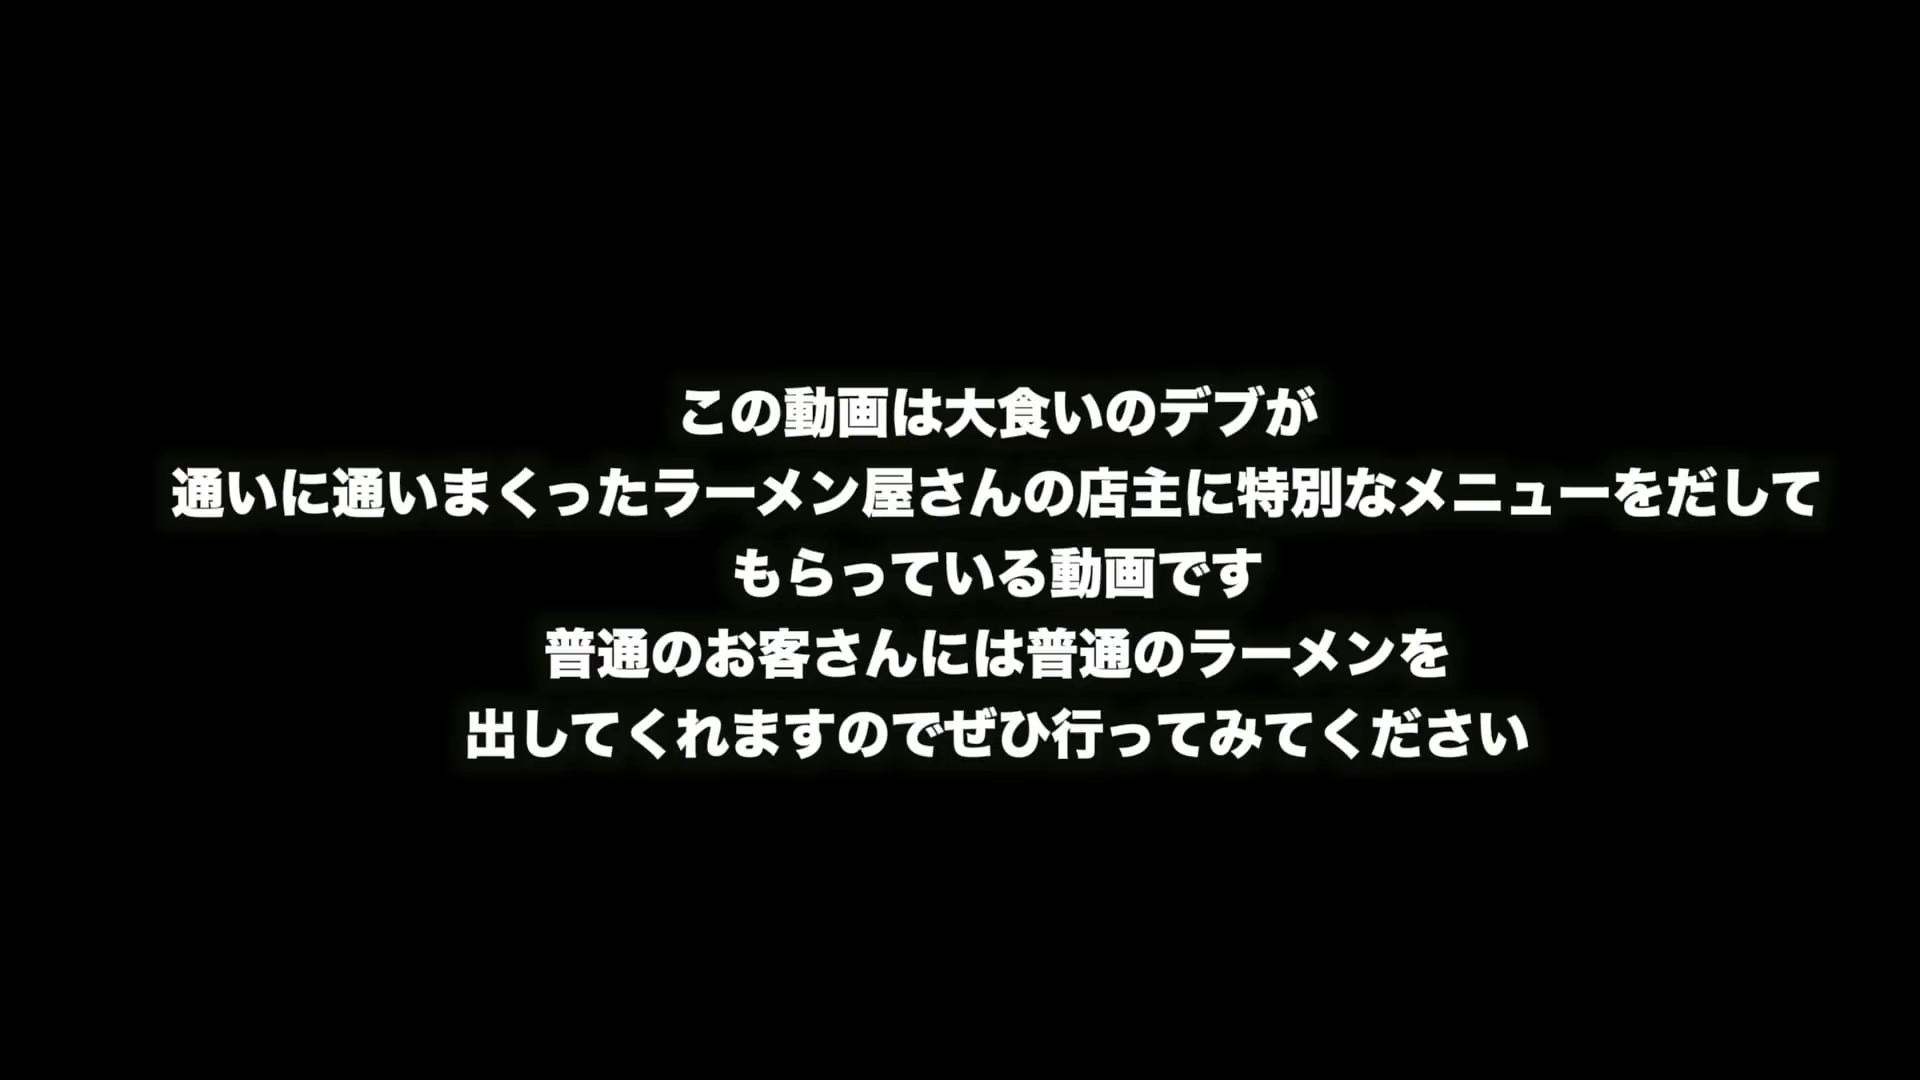 この動画は大食いのデブが
通いに通いまくったラーメン屋さんの店主に特別なメニューをだして
もらっている動画です
普通のお客さんには普通のラーメンを
出してくれますのでぜひ行ってみてください